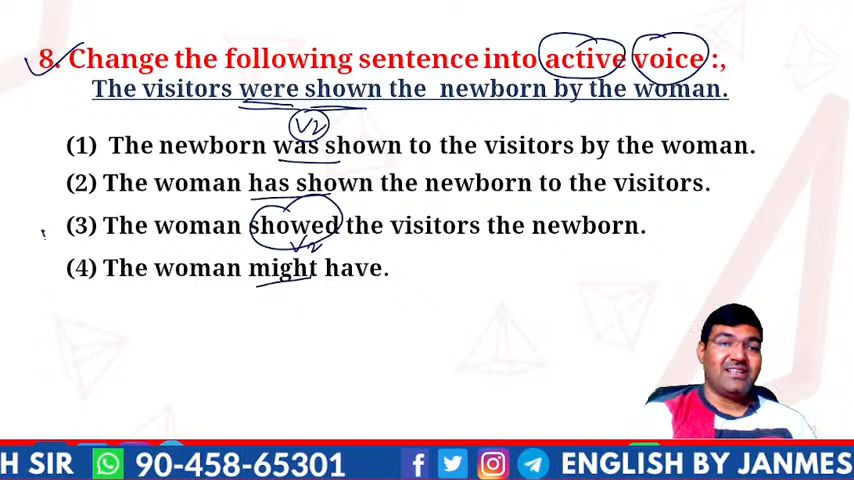 8. Change the following sentence into active voice :,
The visitors were shown the newborn by the woman.
V2
(1) The newborn was shown to the visitors by the woman.
(2) The woman has shown the newborn to the visitors.
(3) The woman showed the visitors the newborn.
V2
(4) The woman might have.
H SIR 90-458-65301 ENGLISH BY JANMES